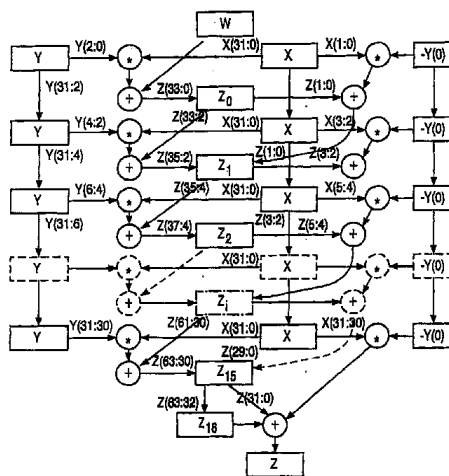 W
Y Y(2:0) * X(31:0) X X(1:0) * -Y(0)
Y(31:2) + Z(33:0) Z0 Z(1:0) +
Z(33:2)
Y Y(4:2) * X(31:0) X X(3:2) * -Y(0)
Z(1:0)
Y(31:4) + Z(35:2) Z1 Z(3:2) +
Z(35:4)
Y Y(6:4) * X(31:0) X X(5:4) * -Y(0)
Z(3:2)
Y(31:6) + Z(37:4) Z2 Z(5:4) +
Y * X(31:0) X * -Y(0)
+ Zi +
Z(61:30)
Y Y(31:30) * X(31:0) X X(31:30) * -Y(0)
Z(29:0)
+ Z(63:30) Z15
Z(63:32) Z(31:0)
Z16 +
Z